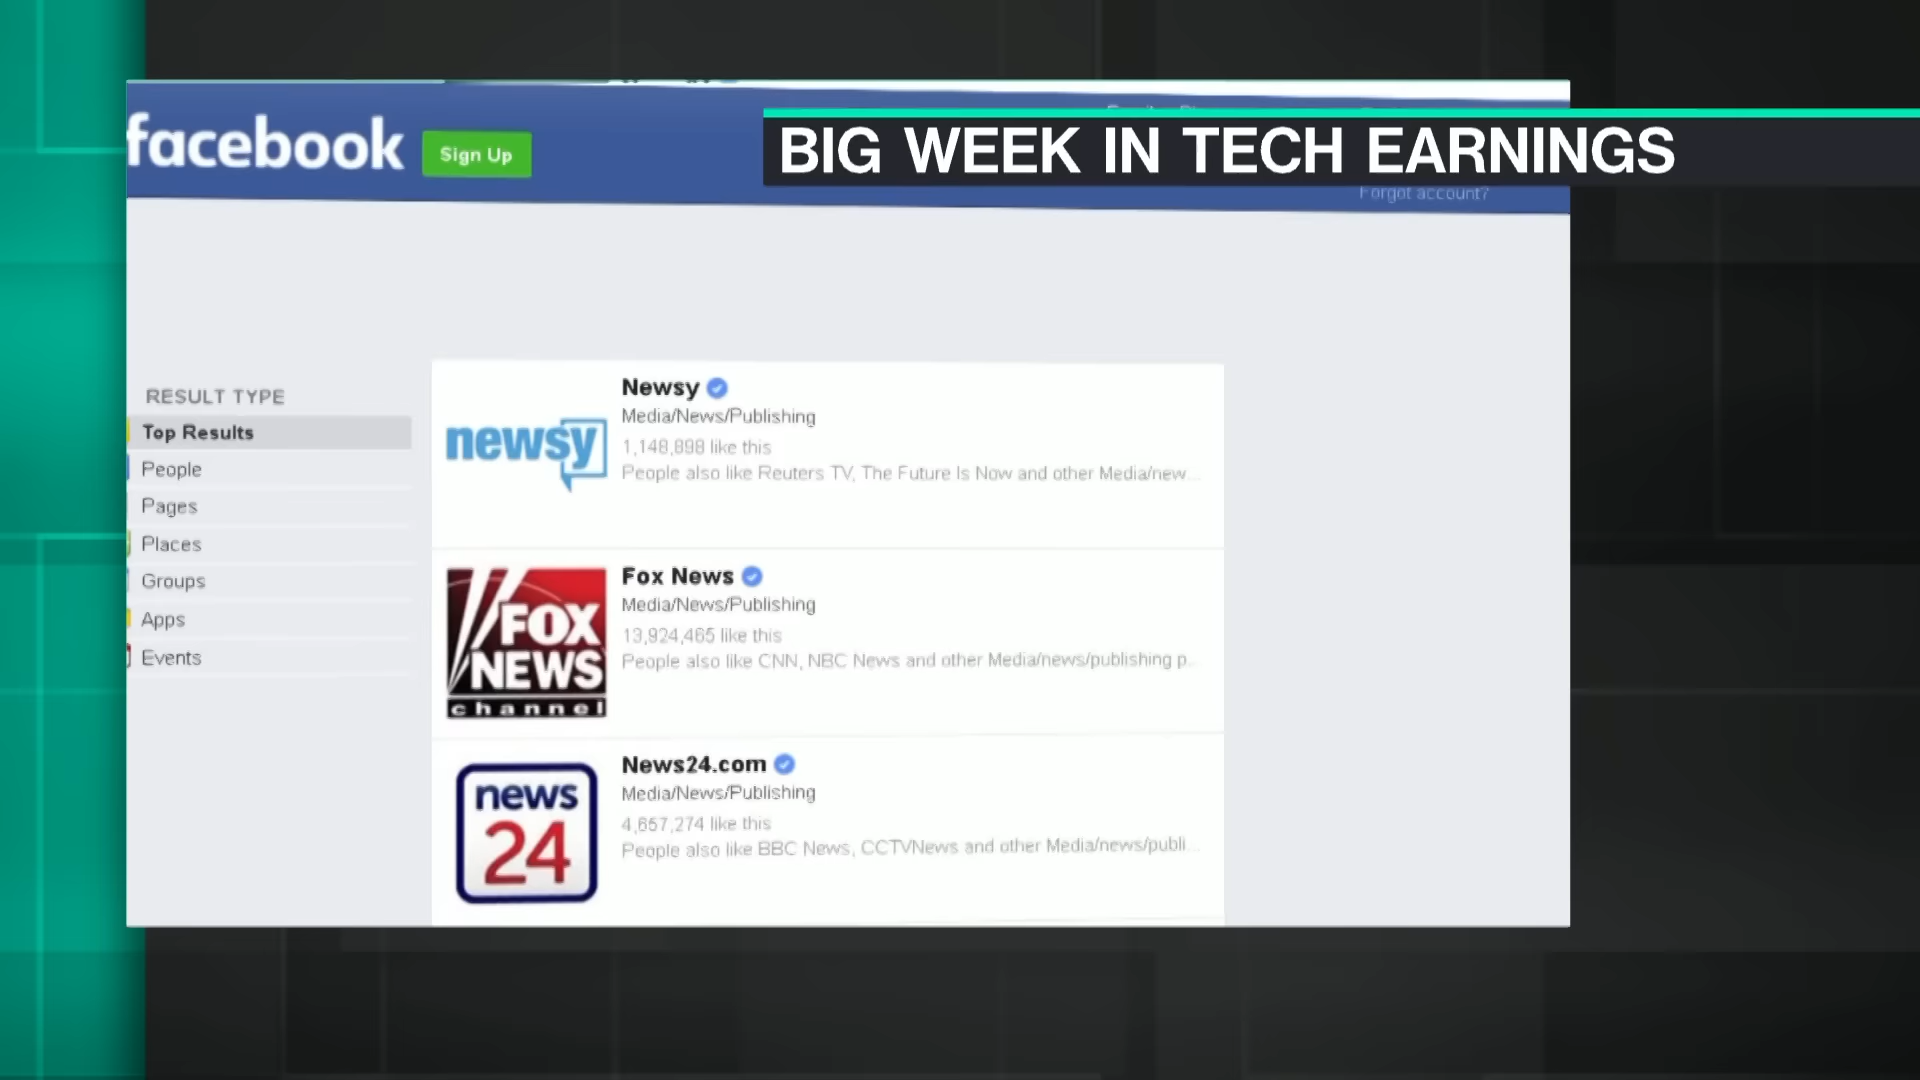 facebook
Sign Up
BIG WEEK IN TECH EARNINGS
Forgot account?
RESULT TYPE
Top Results
People
Pages
Places
Groups
Apps
Events
newsy
Newsy
Media/News/Publishing
1,148,898 like this
People also like Reuters TV, The Future Is Now and other Media/new...
FOX
NEWS
channel
Fox News
Media/News/Publishing
13,924,465 like this
People also like CNN, NBC News and other Media/news/publishing p..
news
24
News24.com
Media/News/Publishing
4,657,274 like this
People also like BBC News, CCTVNews and other Media/news/publi...